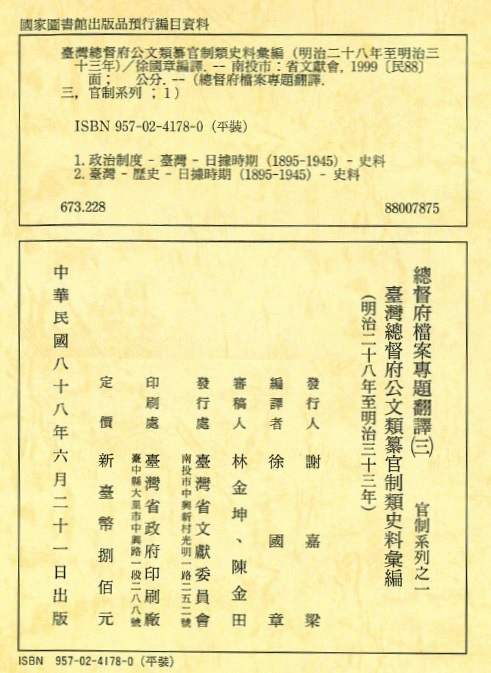 國家圖書館出版品預行編目資料
臺灣總督府公文類纂官制類史料彙編（明治二十八年至明治三
十三年)／徐國章編譯. -- 南投市：省文獻會, 1999〔民88〕
面； 公分. --（總督府檔案專題翻譯.
三, 官制系列；1）
ISBN 957-02-4178-0（平裝）
1. 政治制度 - 臺灣 - 日據時期 (1895-1945) - 史料
2. 臺灣 - 歷史 - 日據時期 (1895-1945) - 史料
673.228 88007875
總督府檔案專題翻譯㈢ 官制系列之一
臺灣總督府公文類纂官制類史料彙編
（明治二十八年至明治三十三年）
發行人 謝嘉梁
編譯者 徐國章
審稿人 林金坤、陳金田
發行處 臺灣省文獻委員會
南投市中興新村光明一路二五二號
印刷處 臺灣省政府印刷廠
臺中縣大里市中興路一段二八八號
定價 新臺幣捌佰元
中華民國八十八年六月二十一日出版
ISBN 957-02-4178-0（平裝）